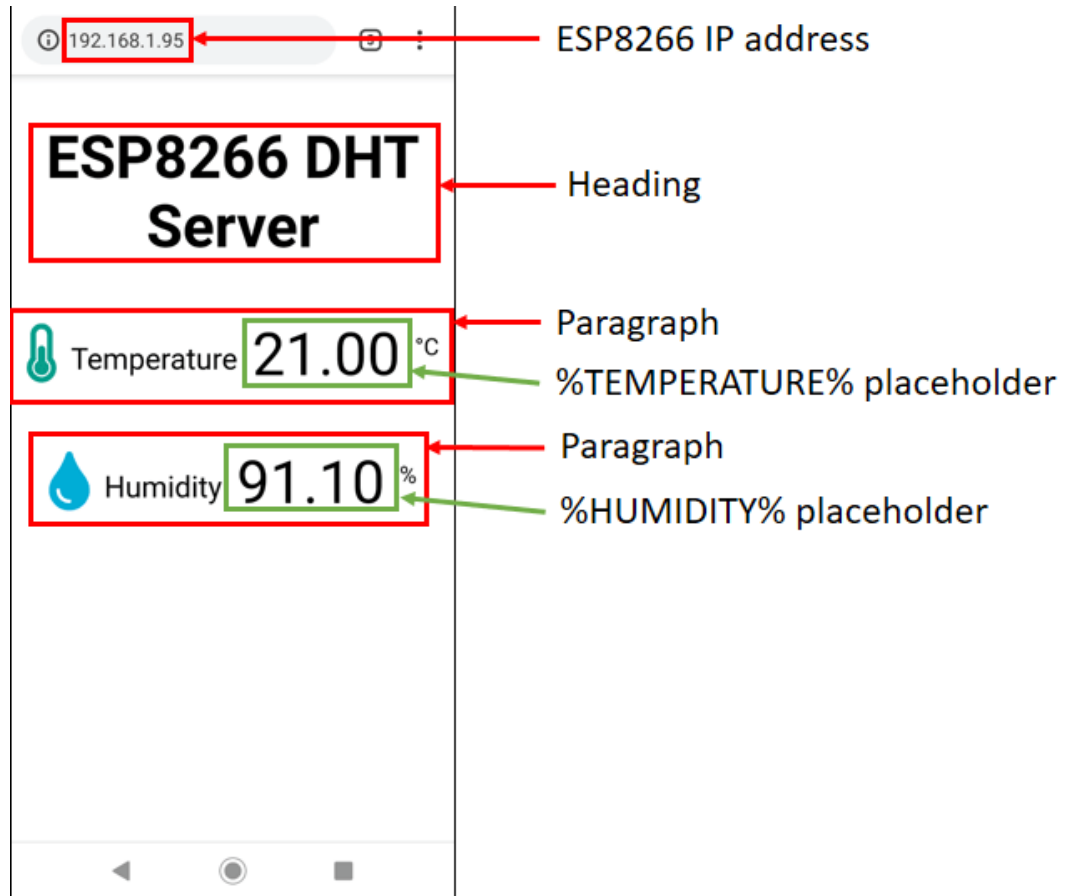 192.168.1.95
ESP8266 IP address
ESP8266 DHT
Server
Heading
Temperature 21.00 °C
Paragraph
%TEMPERATURE% placeholder
Humidity 91.10 %
Paragraph
%HUMIDITY% placeholder